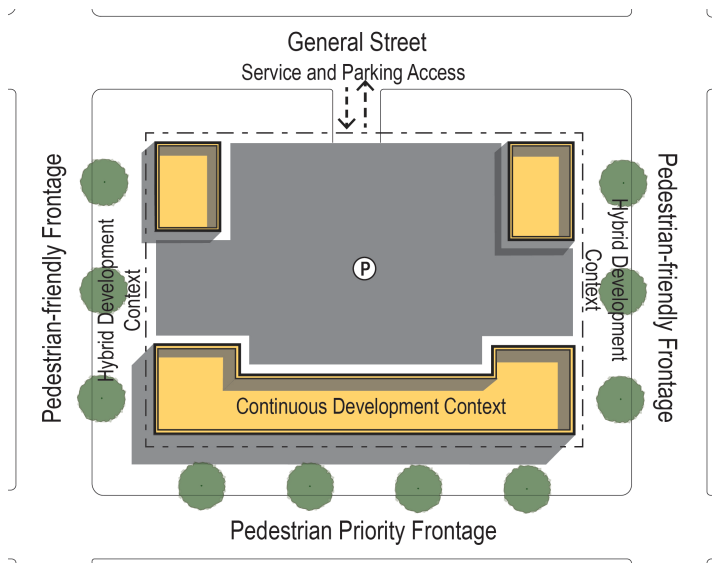 General Street
Service and Parking Access
Pedestrian-friendly Frontage
Hybrid Development
Context
P
Context
Hybrid Development
Pedestrian-friendly Frontage
Continuous Development Context
Pedestrian Priority Frontage